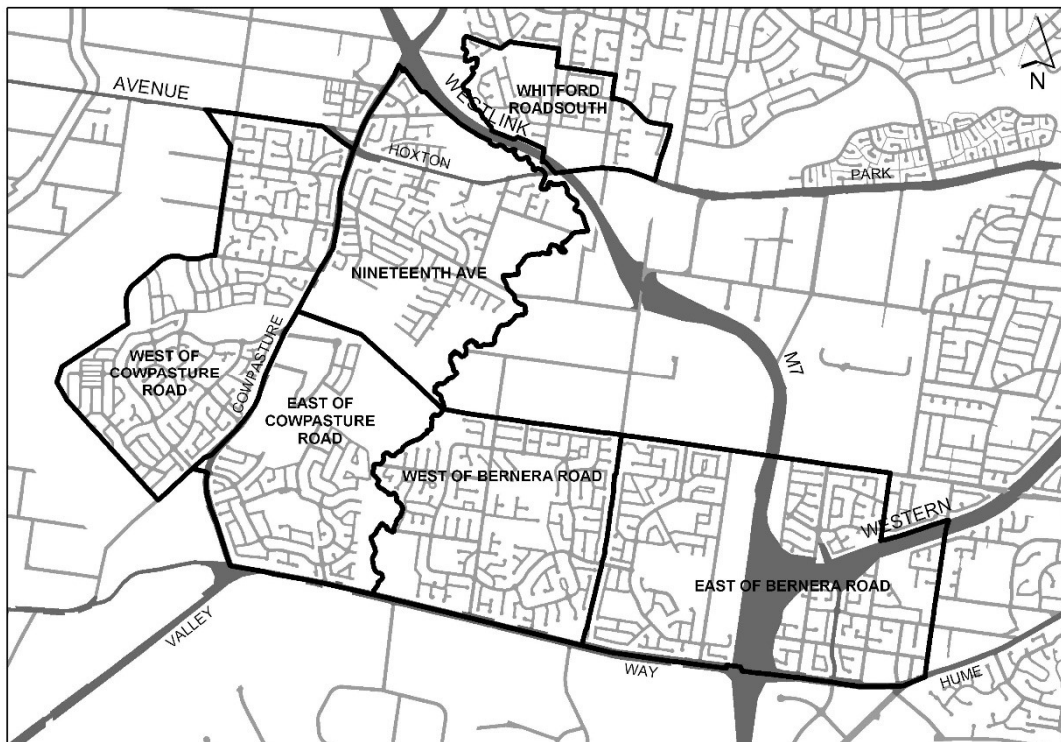 AVENUE
WESTLINK
WHITFORD
ROADSOUTH
N
HOXTON
PARK
NINETEENTH AVE
WEST OF
COWPASTURE
ROAD
COWPASTURE
EAST OF
COWPASTURE
ROAD
M7
WEST OF BERNERA ROAD
WESTERN
EAST OF BERNERA ROAD
VALLEY
WAY
HUME